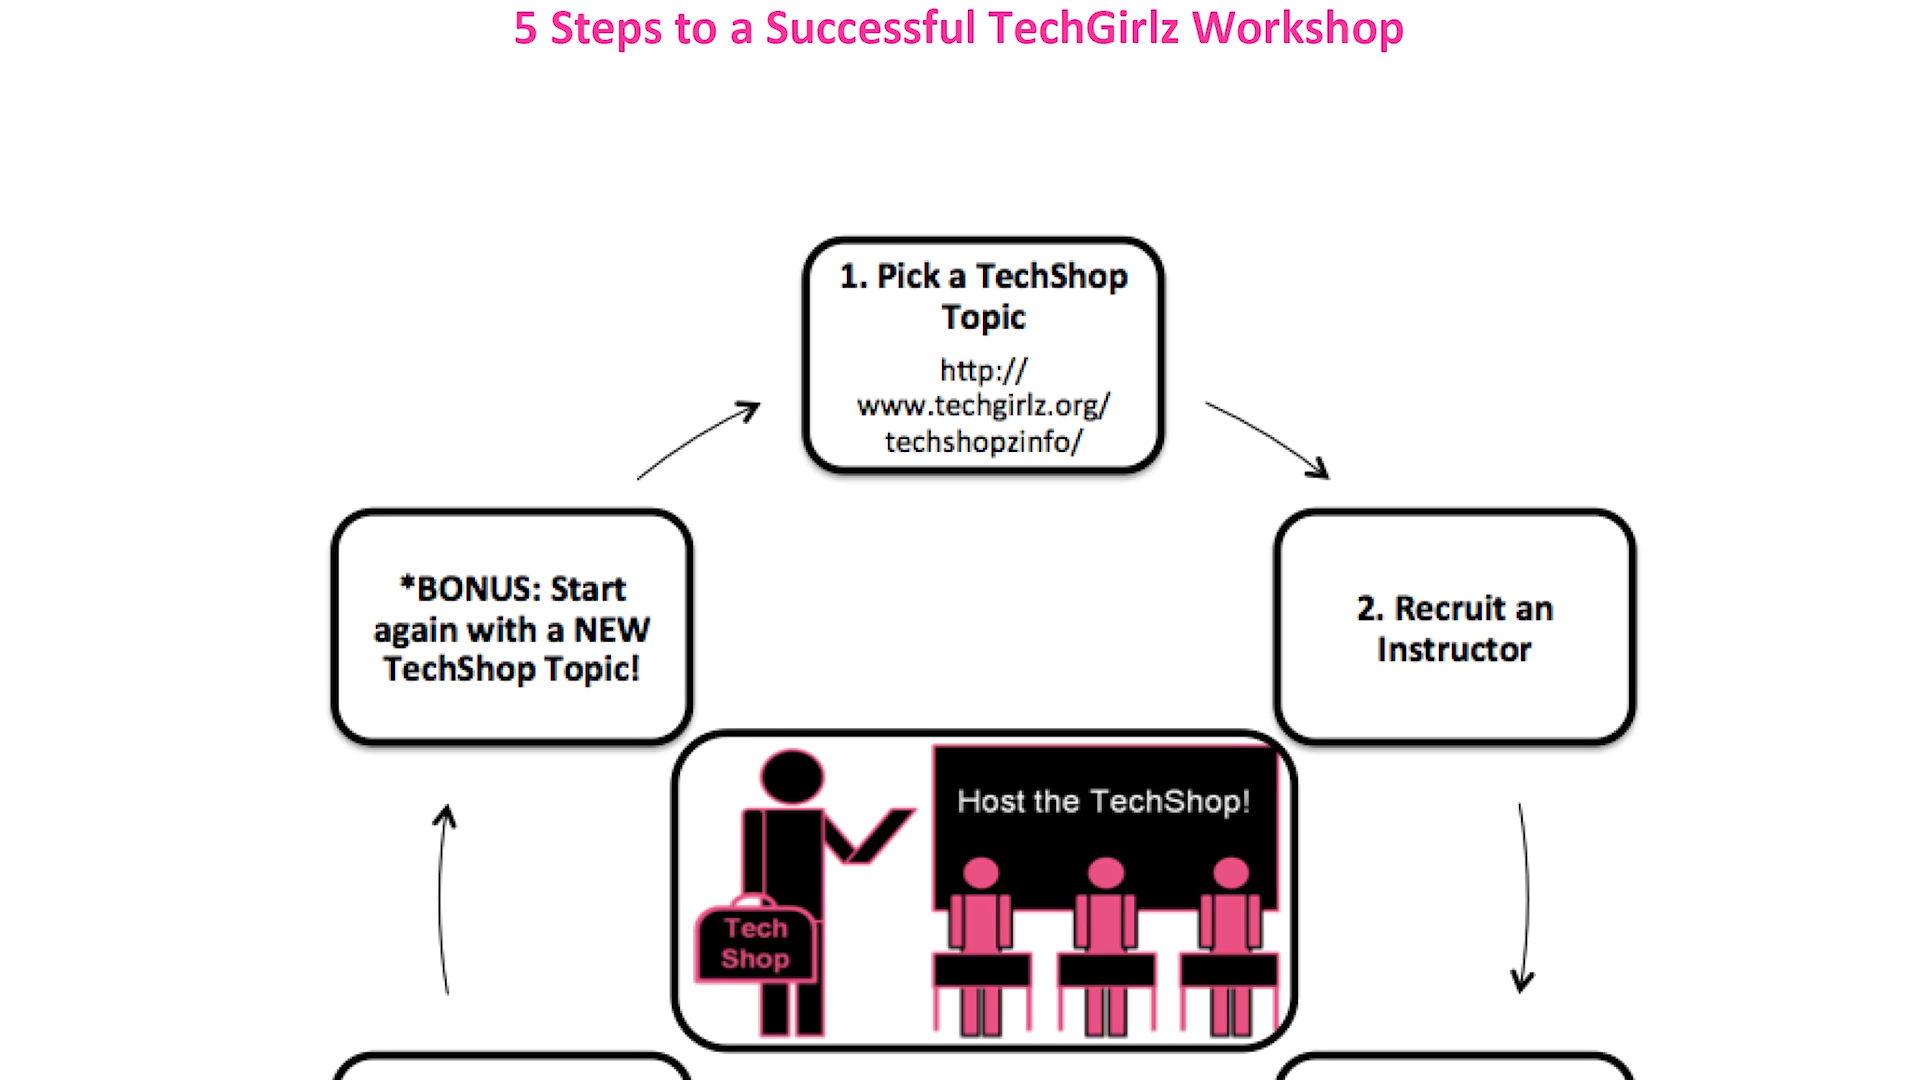 5 Steps to a Successful TechGirlz Workshop
1. Pick a TechShop
Topic
http://
www.techgirlz.org/
techshopzinfo/
*BONUS: Start
again with a NEW
TechShop Topic!
2. Recruit an
Instructor
Host the TechShop!
Tech
Shop